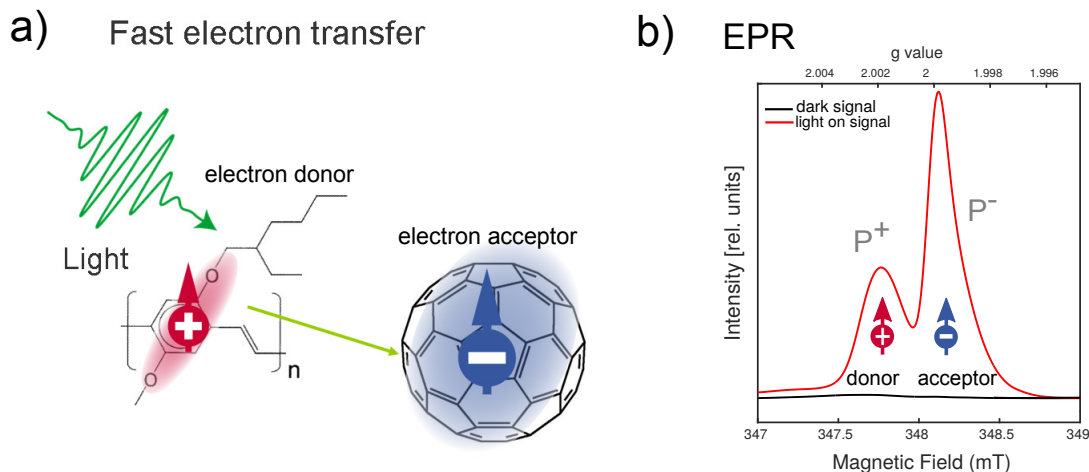 a) Fast electron transfer
electron donor
Light
electron acceptor
O
+
O
n
−
b) EPR
g value
2.004 2.002 2 1.998 1.996
dark signal
light on signal
P+
P-
Intensity [rel. units]
+
−
donor acceptor
347 347.5 348 348.5 349
Magnetic Field (mT)